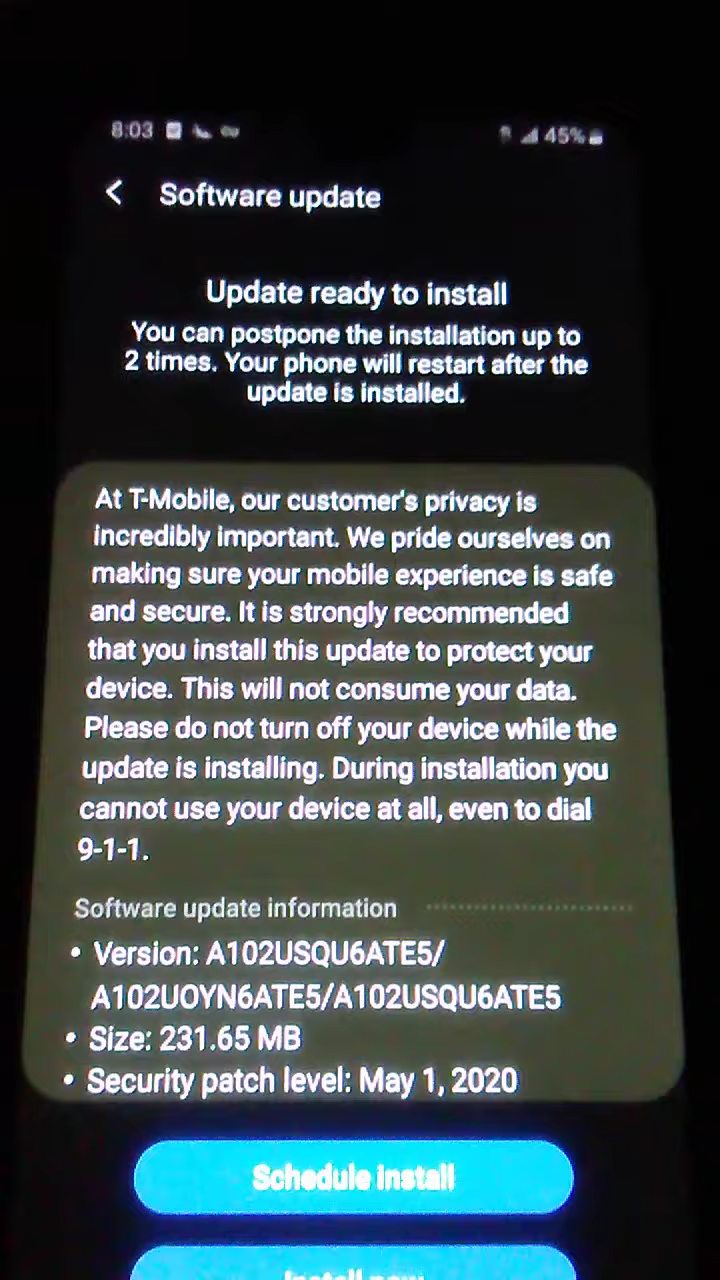 8:03
45%
Software update
Update ready to install
You can postpone the installation up to
2 times. Your phone will restart after the
update is installed.
At T-Mobile, our customer's privacy is
incredibly important. We pride ourselves on
making sure your mobile experience is safe
and secure. It is strongly recommended
that you install this update to protect your
device. This will not consume your data.
Please do not turn off your device while the
update is installing. During installation you
cannot use your device at all, even to dial
9-1-1.
Software update information
• Version: A102USQU6ATE5/
A102UOYN6ATE5/A102USQU6ATE5
• Size: 231.65 MB
• Security patch level: May 1, 2020
Schedule install
Install now